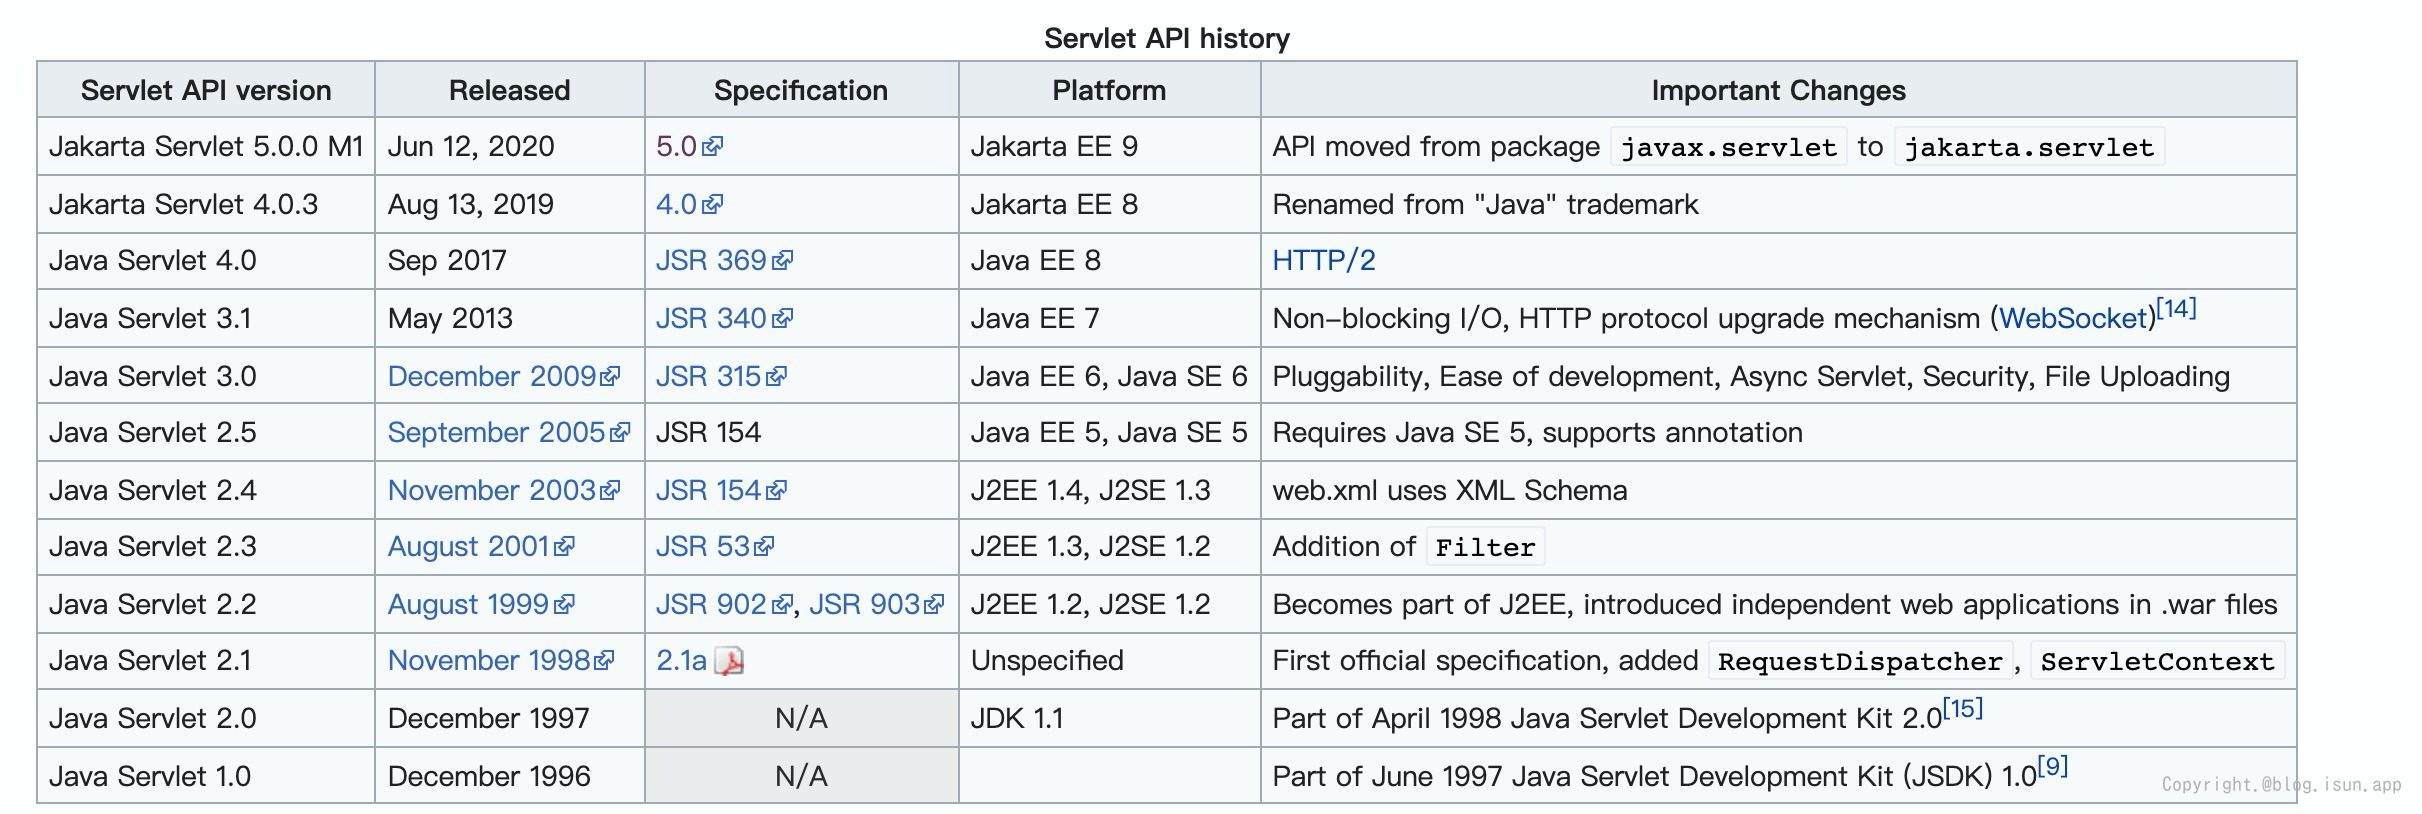 Servlet API history
Servlet API version Released Specification Platform Important Changes
Jakarta Servlet 5.0.0 M1 Jun 12, 2020 5.0 Jakarta EE 9 API moved from package javax.servlet to jakarta.servlet
Jakarta Servlet 4.0.3 Aug 13, 2019 4.0 Jakarta EE 8 Renamed from "Java" trademark
Java Servlet 4.0 Sep 2017 JSR 369 Java EE 8 HTTP/2
Java Servlet 3.1 May 2013 JSR 340 Java EE 7 Non-blocking I/O, HTTP protocol upgrade mechanism (WebSocket)[14]
Java Servlet 3.0 December 2009 JSR 315 Java EE 6, Java SE 6 Pluggability, Ease of development, Async Servlet, Security, File Uploading
Java Servlet 2.5 September 2005 JSR 154 Java EE 5, Java SE 5 Requires Java SE 5, supports annotation
Java Servlet 2.4 November 2003 JSR 154 J2EE 1.4, J2SE 1.3 web.xml uses XML Schema
Java Servlet 2.3 August 2001 JSR 53 J2EE 1.3, J2SE 1.2 Addition of Filter
Java Servlet 2.2 August 1999 JSR 902, JSR 903 J2EE 1.2, J2SE 1.2 Becomes part of J2EE, introduced independent web applications in .war files
Java Servlet 2.1 November 1998 2.1a Unspecified First official specification, added RequestDispatcher, ServletContext
Java Servlet 2.0 December 1997 N/A JDK 1.1 Part of April 1998 Java Servlet Development Kit 2.0[15]
Java Servlet 1.0 December 1996 N/A Part of June 1997 Java Servlet Development Kit (JSDK) 1.0[9]
Copyright.@blog.isun.app